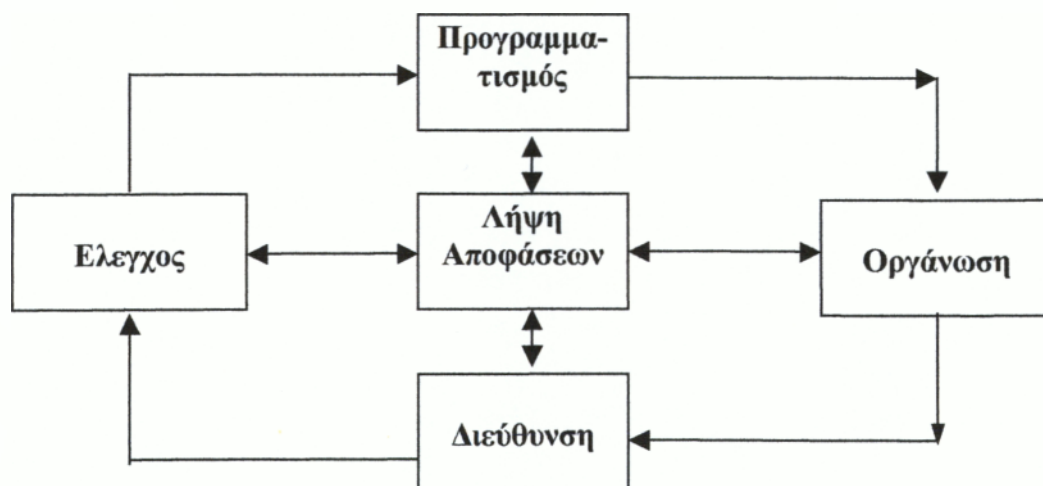 Προγραμμα-
τισμός
Ελεγχος
Λήψη
Αποφάσεων
Οργάνωση
Διεύθυνση